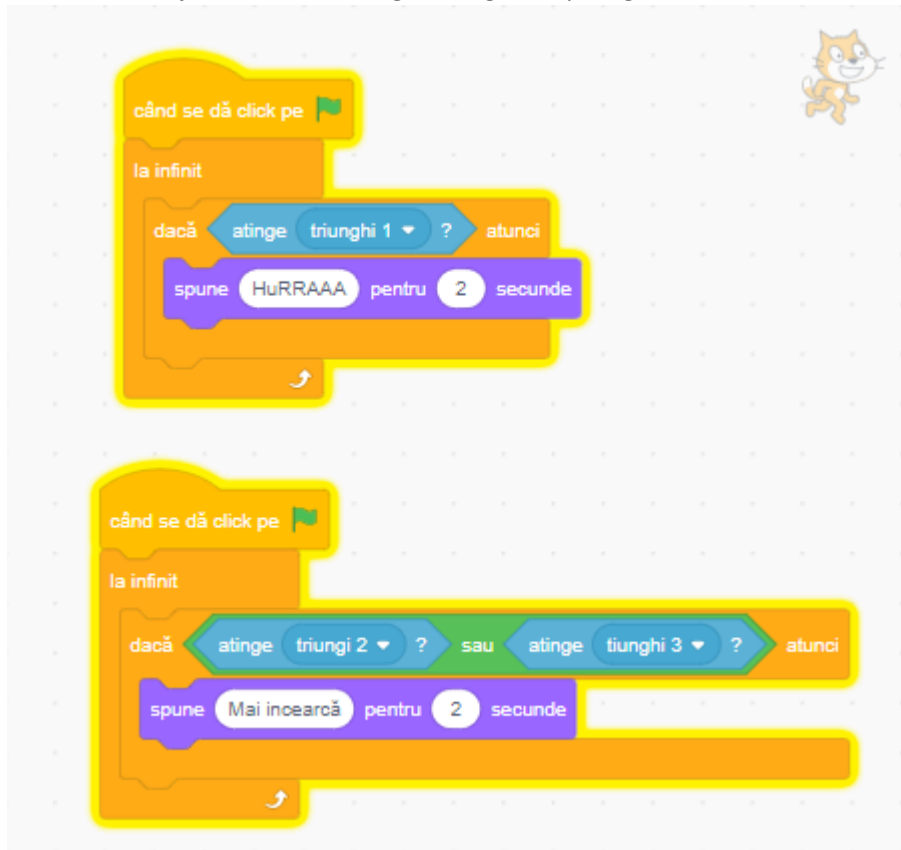 când se dă click pe
la infinit
dacă atinge triunghi 1 ? atunci
spune HuRRAAA pentru 2 secunde
când se dă click pe
la infinit
dacă atinge triungi 2 ? sau atinge tiunghi 3 ? atunci
spune Mai incearcă pentru 2 secunde